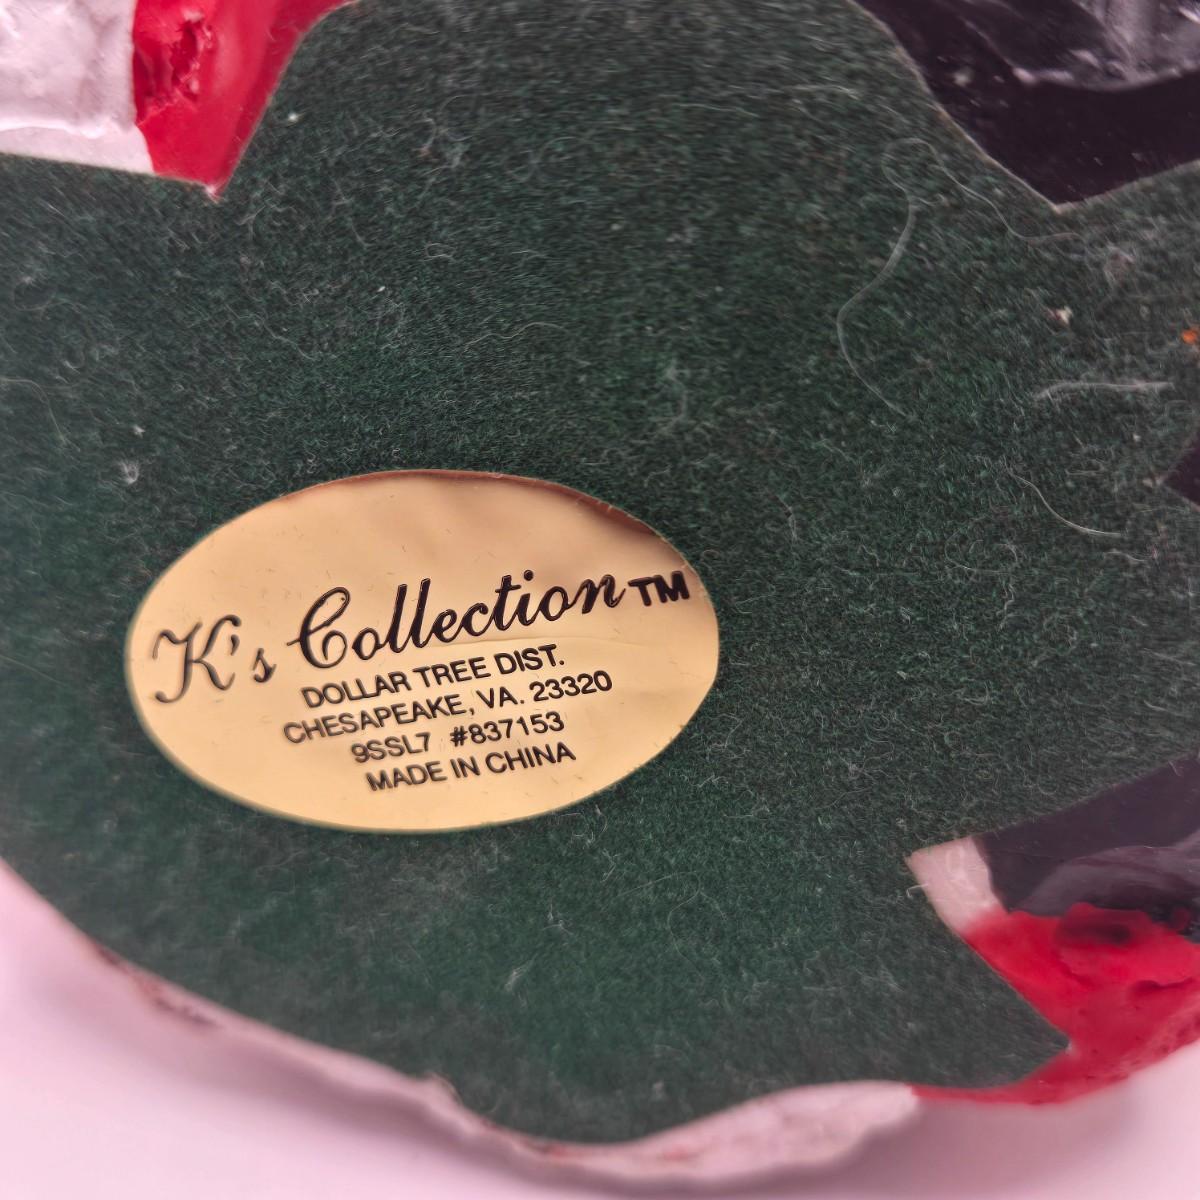 K's Collection™
DOLLAR TREE DIST.
CHESAPEAKE, VA. 23320
9SSL7 #837153
MADE IN CHINA